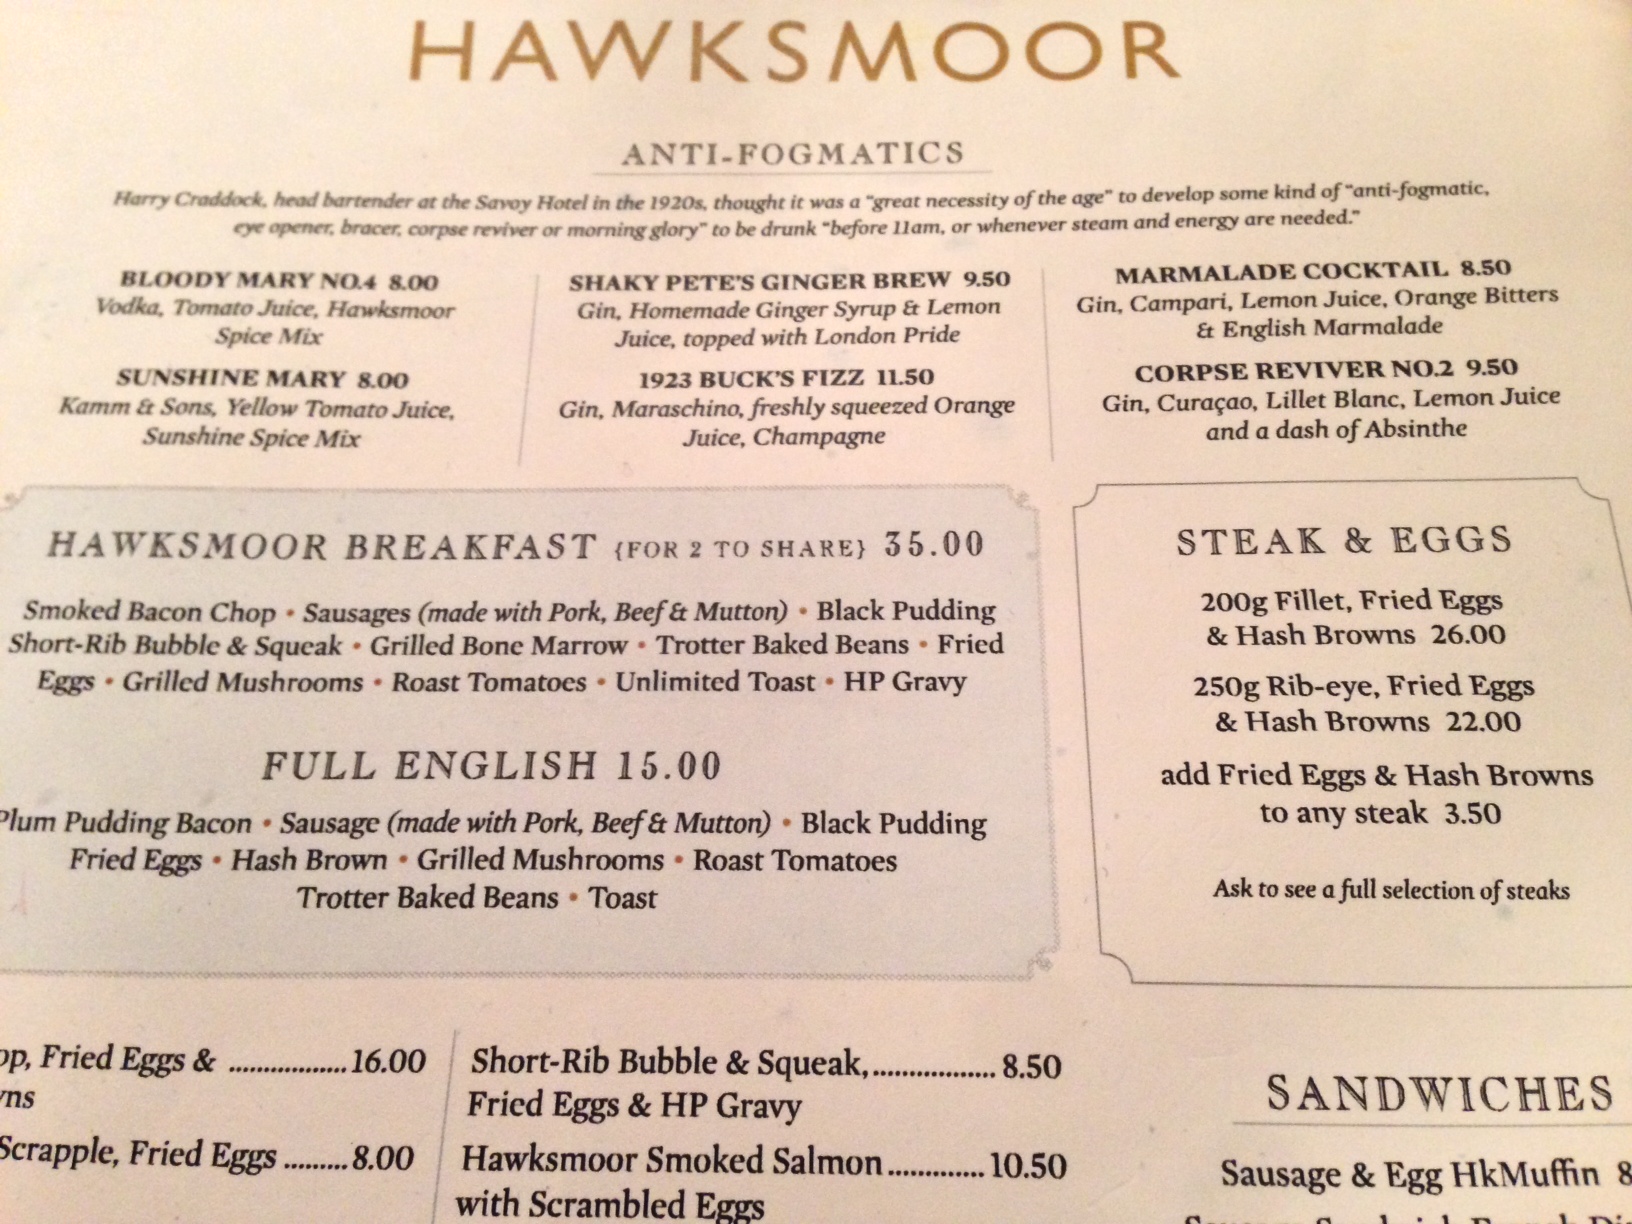 HAWKSMOOR
ANTI-FOGMATICS
Harry Craddock, head bartender at the Savoy Hotel in the 1920s, thought it was a "great necessity of the age" to develop some kind of "anti-fogmatic,
eye opener, bracer, corpse reviver or morning glory" to be drunk "before 11am, or whenever steam and energy are needed."
BLOODY MARY NO.4 8.00
Vodka, Tomato Juice, Hawksmoor
Spice Mix
SUNSHINE MARY 8.00
Kamm & Sons, Yellow Tomato Juice,
Sunshine Spice Mix
SHAKY PETE'S GINGER BREW 9.50
Gin, Homemade Ginger Syrup & Lemon
Juice, topped with London Pride
1923 BUCK'S FIZZ 11.50
Gin, Maraschino, freshly squeezed Orange
Juice, Champagne
MARMALADE COCKTAIL 8.50
Gin, Campari, Lemon Juice, Orange Bitters
& English Marmalade
CORPSE REVIVER NO.2 9.50
Gin, Curaçao, Lillet Blanc, Lemon Juice
and a dash of Absinthe
HAWKSMOOR BREAKFAST {FOR 2 TO SHARE} 35.00
Smoked Bacon Chop • Sausages (made with Pork, Beef & Mutton) • Black Pudding
Short-Rib Bubble & Squeak • Grilled Bone Marrow • Trotter Baked Beans • Fried
Eggs • Grilled Mushrooms • Roast Tomatoes • Unlimited Toast • HP Gravy
FULL ENGLISH 15.00
Plum Pudding Bacon • Sausage (made with Pork, Beef & Mutton) • Black Pudding
Fried Eggs • Hash Brown • Grilled Mushrooms • Roast Tomatoes
Trotter Baked Beans • Toast
STEAK & EGGS
200g Fillet, Fried Eggs
& Hash Browns 26.00
250g Rib-eye, Fried Eggs
& Hash Browns 22.00
add Fried Eggs & Hash Browns
to any steak 3.50
Ask to see a full selection of steaks
Fried Eggs & .................16.00
Scrapple, Fried Eggs .........8.00
Short-Rib Bubble & Squeak,.................. 8.50
Fried Eggs & HP Gravy
Hawksmoor Smoked Salmon.............. 10.50
with Scrambled Eggs
SANDWICHES
Sausage & Egg HkMuffin